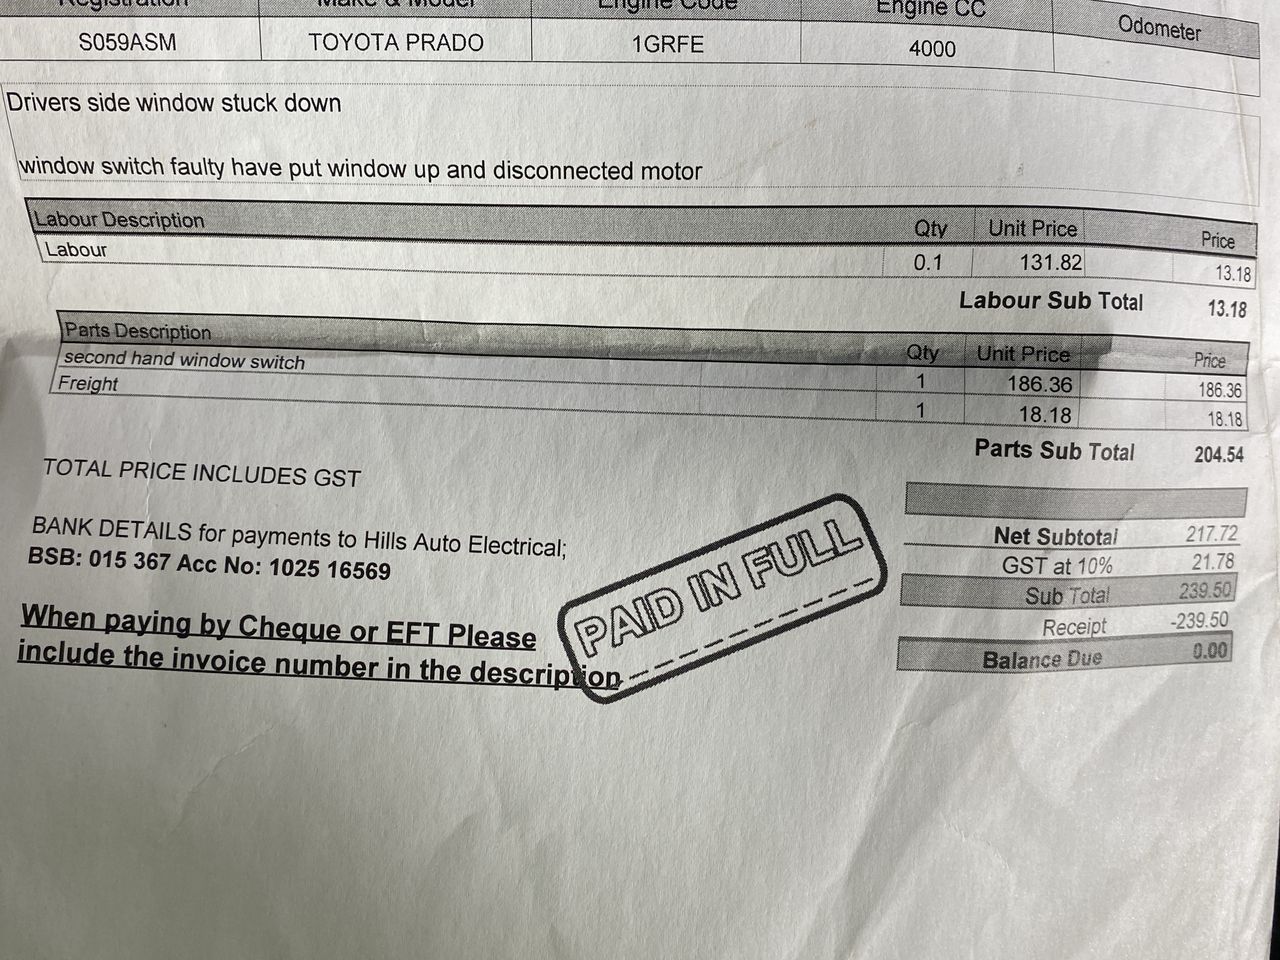 Registration Make & Model Engine Code Engine CC Odometer
S059ASM TOYOTA PRADO 1GRFE 4000
Drivers side window stuck down
window switch faulty have put window up and disconnected motor
Labour Description Qty Unit Price Price
Labour 0.1 131.82 13.18
Labour Sub Total 13.18
Parts Description Qty Unit Price Price
second hand window switch 1 186.36 186.36
Freight 1 18.18 18.18
Parts Sub Total 204.54
TOTAL PRICE INCLUDES GST
BANK DETAILS for payments to Hills Auto Electrical;
BSB: 015 367 Acc No: 1025 16569
When paying by Cheque or EFT Please
include the invoice number in the description
PAID IN FULL
Net Subtotal 217.72
GST at 10% 21.78
Sub Total 239.50
Receipt -239.50
Balance Due 0.00